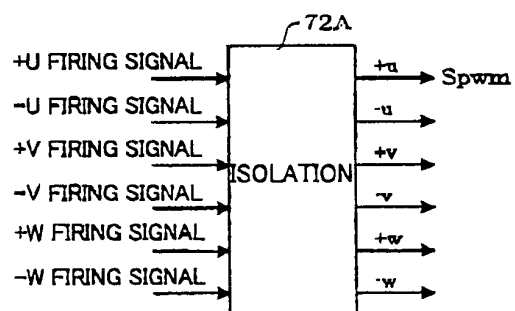 72A
+U FIRING SIGNAL +u Spwm
-U FIRING SIGNAL -u
+V FIRING SIGNAL +v
ISOLATION
-V FIRING SIGNAL -v
+W FIRING SIGNAL +w
-W FIRING SIGNAL -w